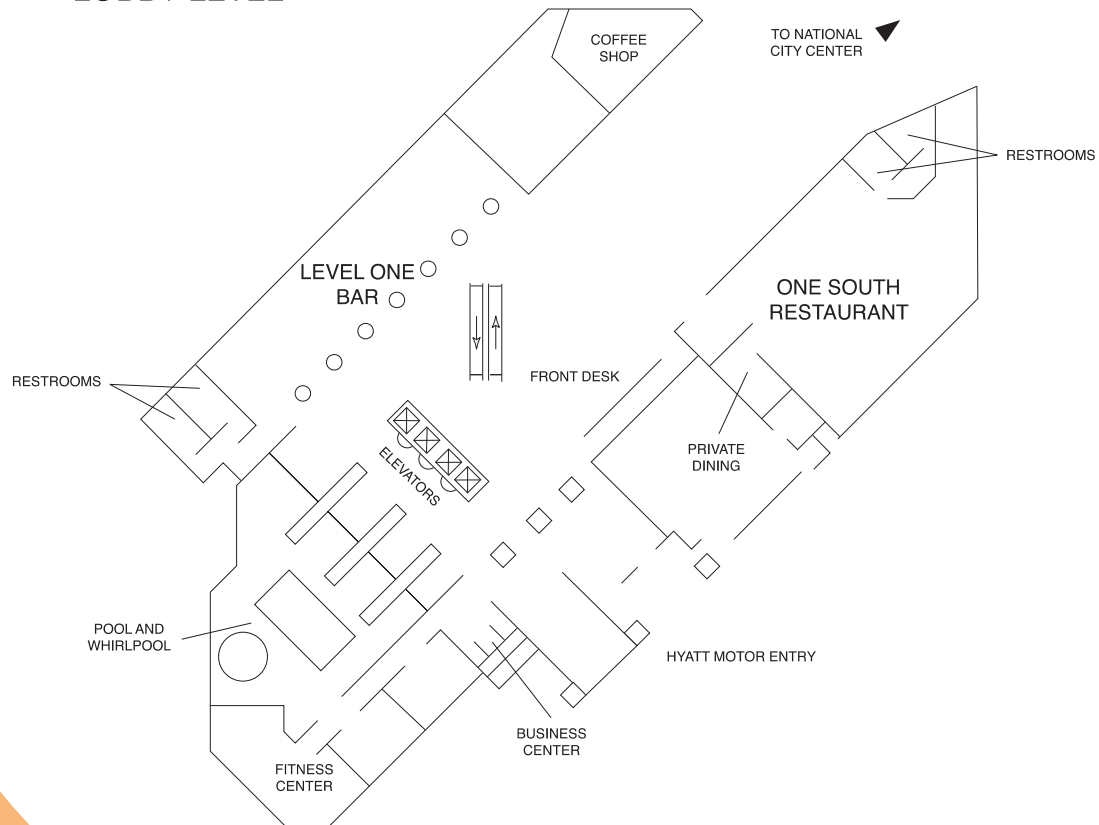 LOBBY LEVEL
COFFEE
SHOP
TO NATIONAL
CITY CENTER
RESTROOMS
LEVEL ONE
BAR
ONE SOUTH
RESTAURANT
RESTROOMS
FRONT DESK
PRIVATE
DINING
ELEVATORS
POOL AND
WHIRLPOOL
HYATT MOTOR ENTRY
BUSINESS
CENTER
FITNESS
CENTER